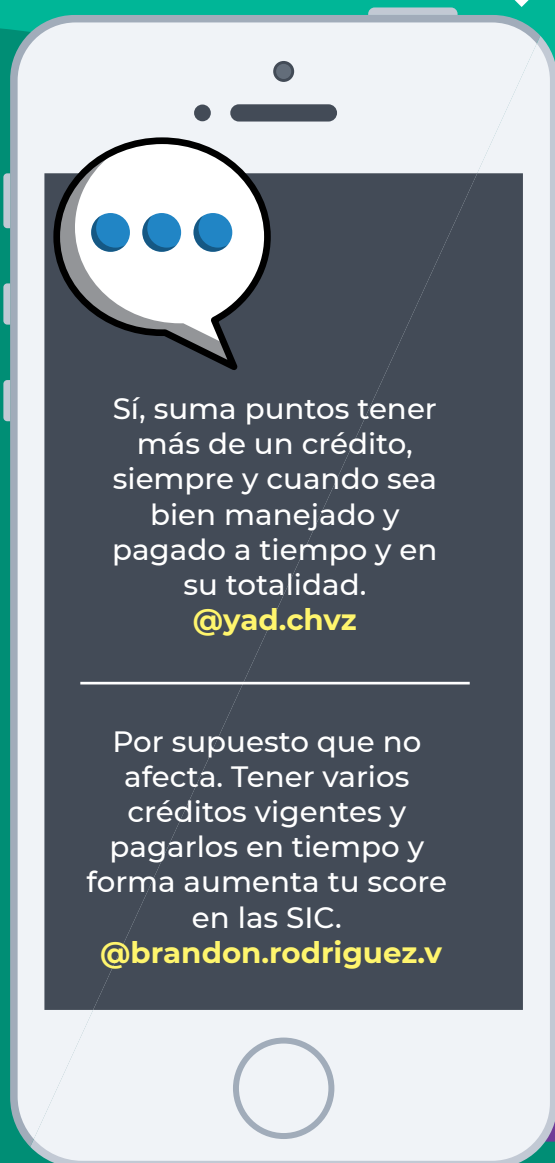 Sí, suma puntos tener
más de un crédito,
siempre y cuando sea
bien manejado y
pagado a tiempo y en
su totalidad.
@yad.chvz
Por supuesto que no
afecta. Tener varios
créditos vigentes y
pagarlos en tiempo y
forma aumenta tu score
en las SIC.
@brandon.rodriguez.v